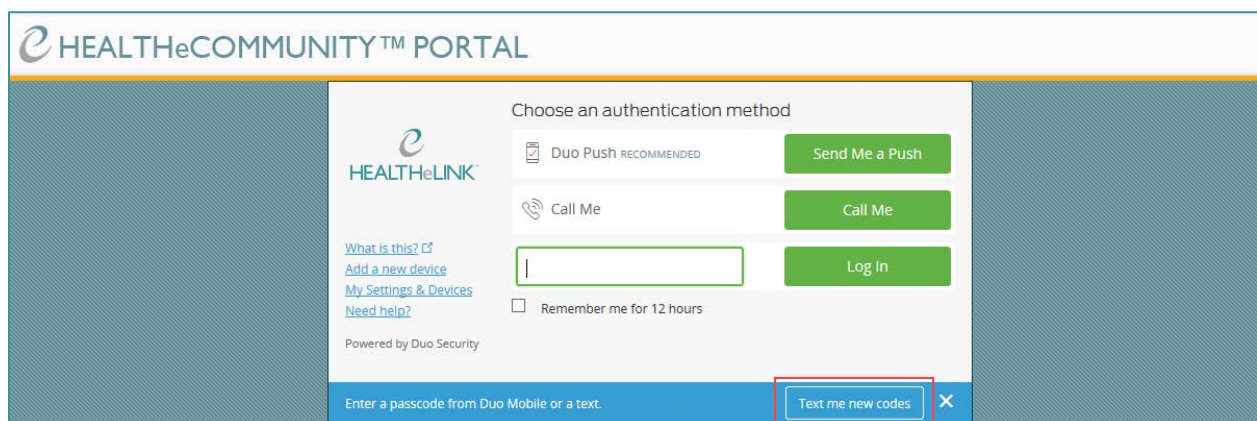 HEALTHeCOMMUNITY™ PORTAL
HEALTHeLINK™
What is this?
Add a new device
My Settings & Devices
Need help?
Powered by Duo Security
Choose an authentication method
Duo Push RECOMMENDED
Send Me a Push
Call Me
Call Me
Log In
Remember me for 12 hours
Enter a passcode from Duo Mobile or a text.
Text me new codes